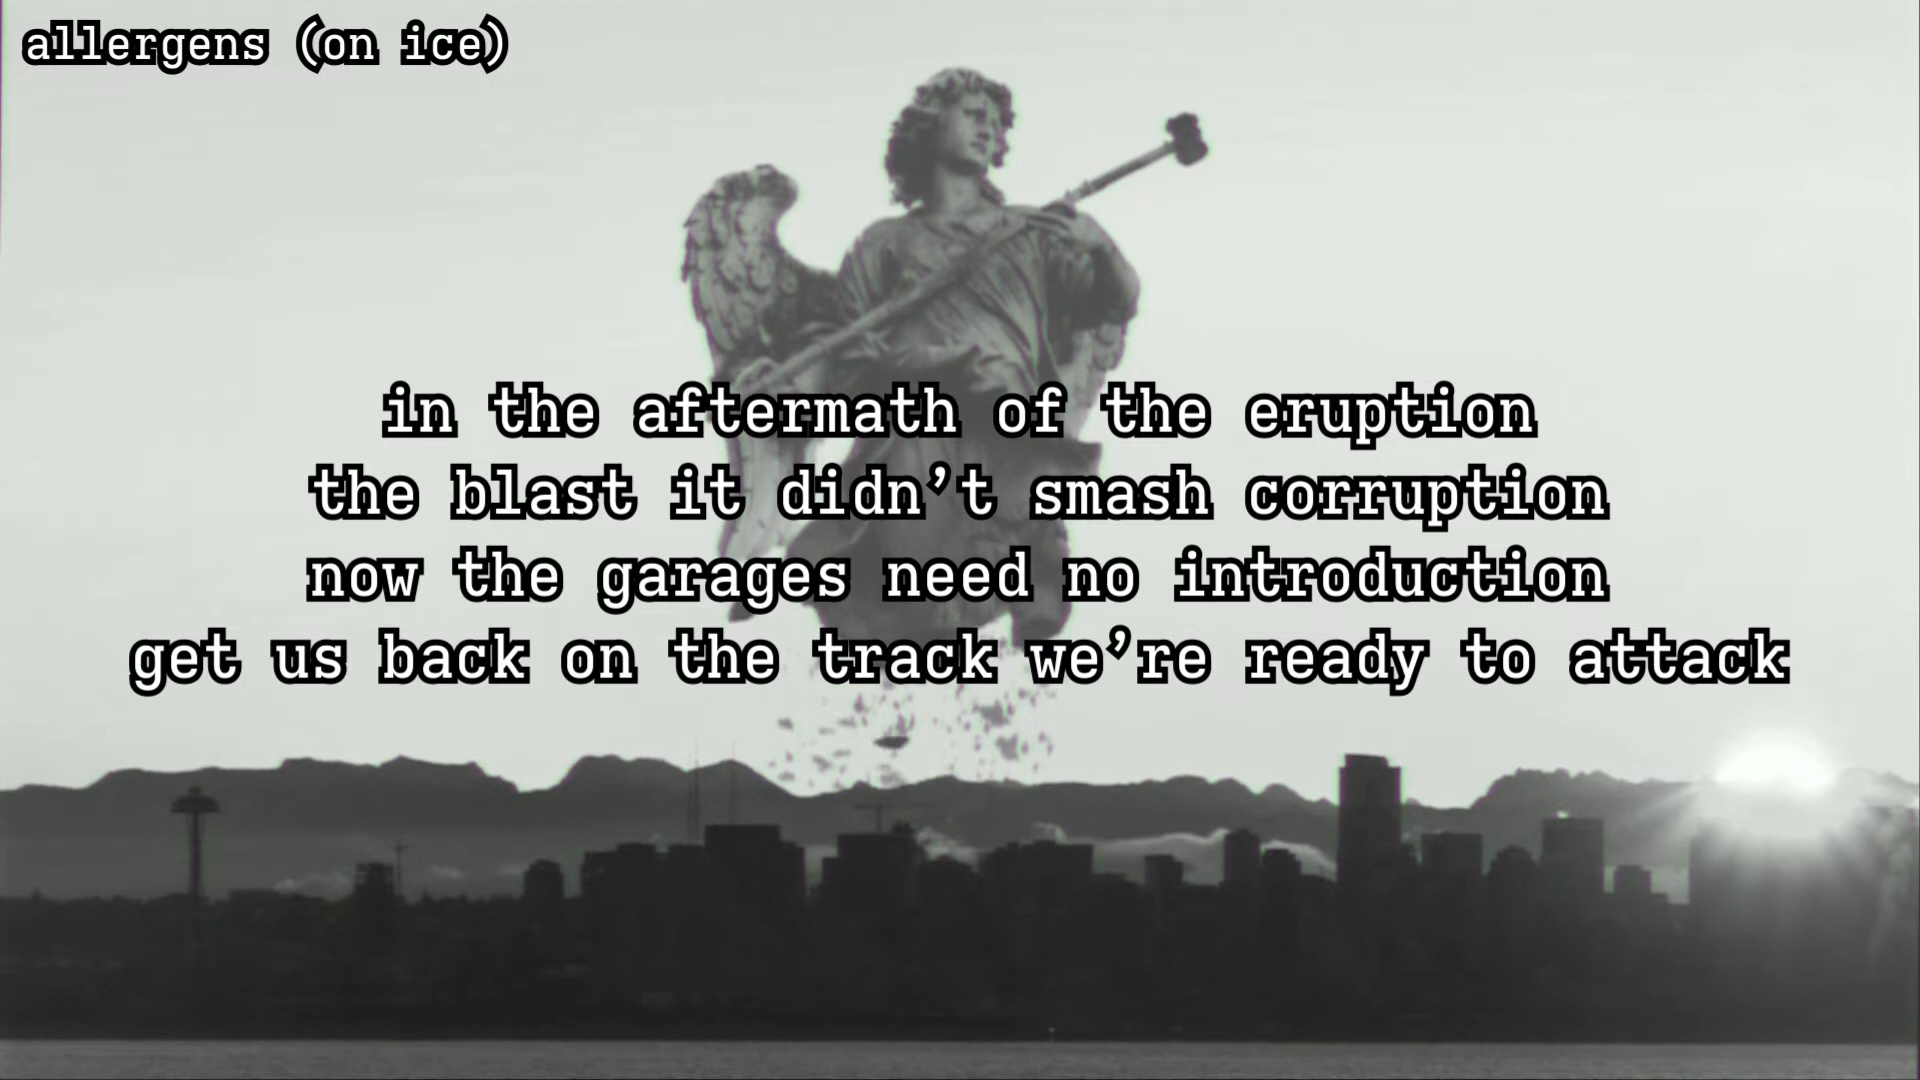 allergens (on ice)
in the aftermath of the eruption
the blast it didn’t smash corruption
now the garages need no introduction
get us back on the track we’re ready to attack